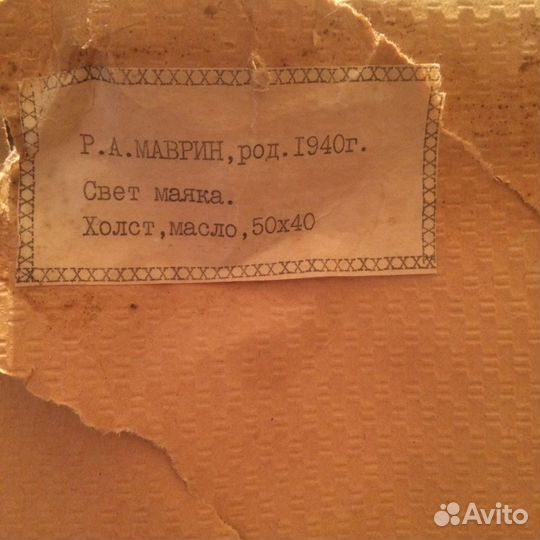 Р.А.МАВРИН,род.1940г.
Свет маяка.
Холст,масло,50х40
Avito